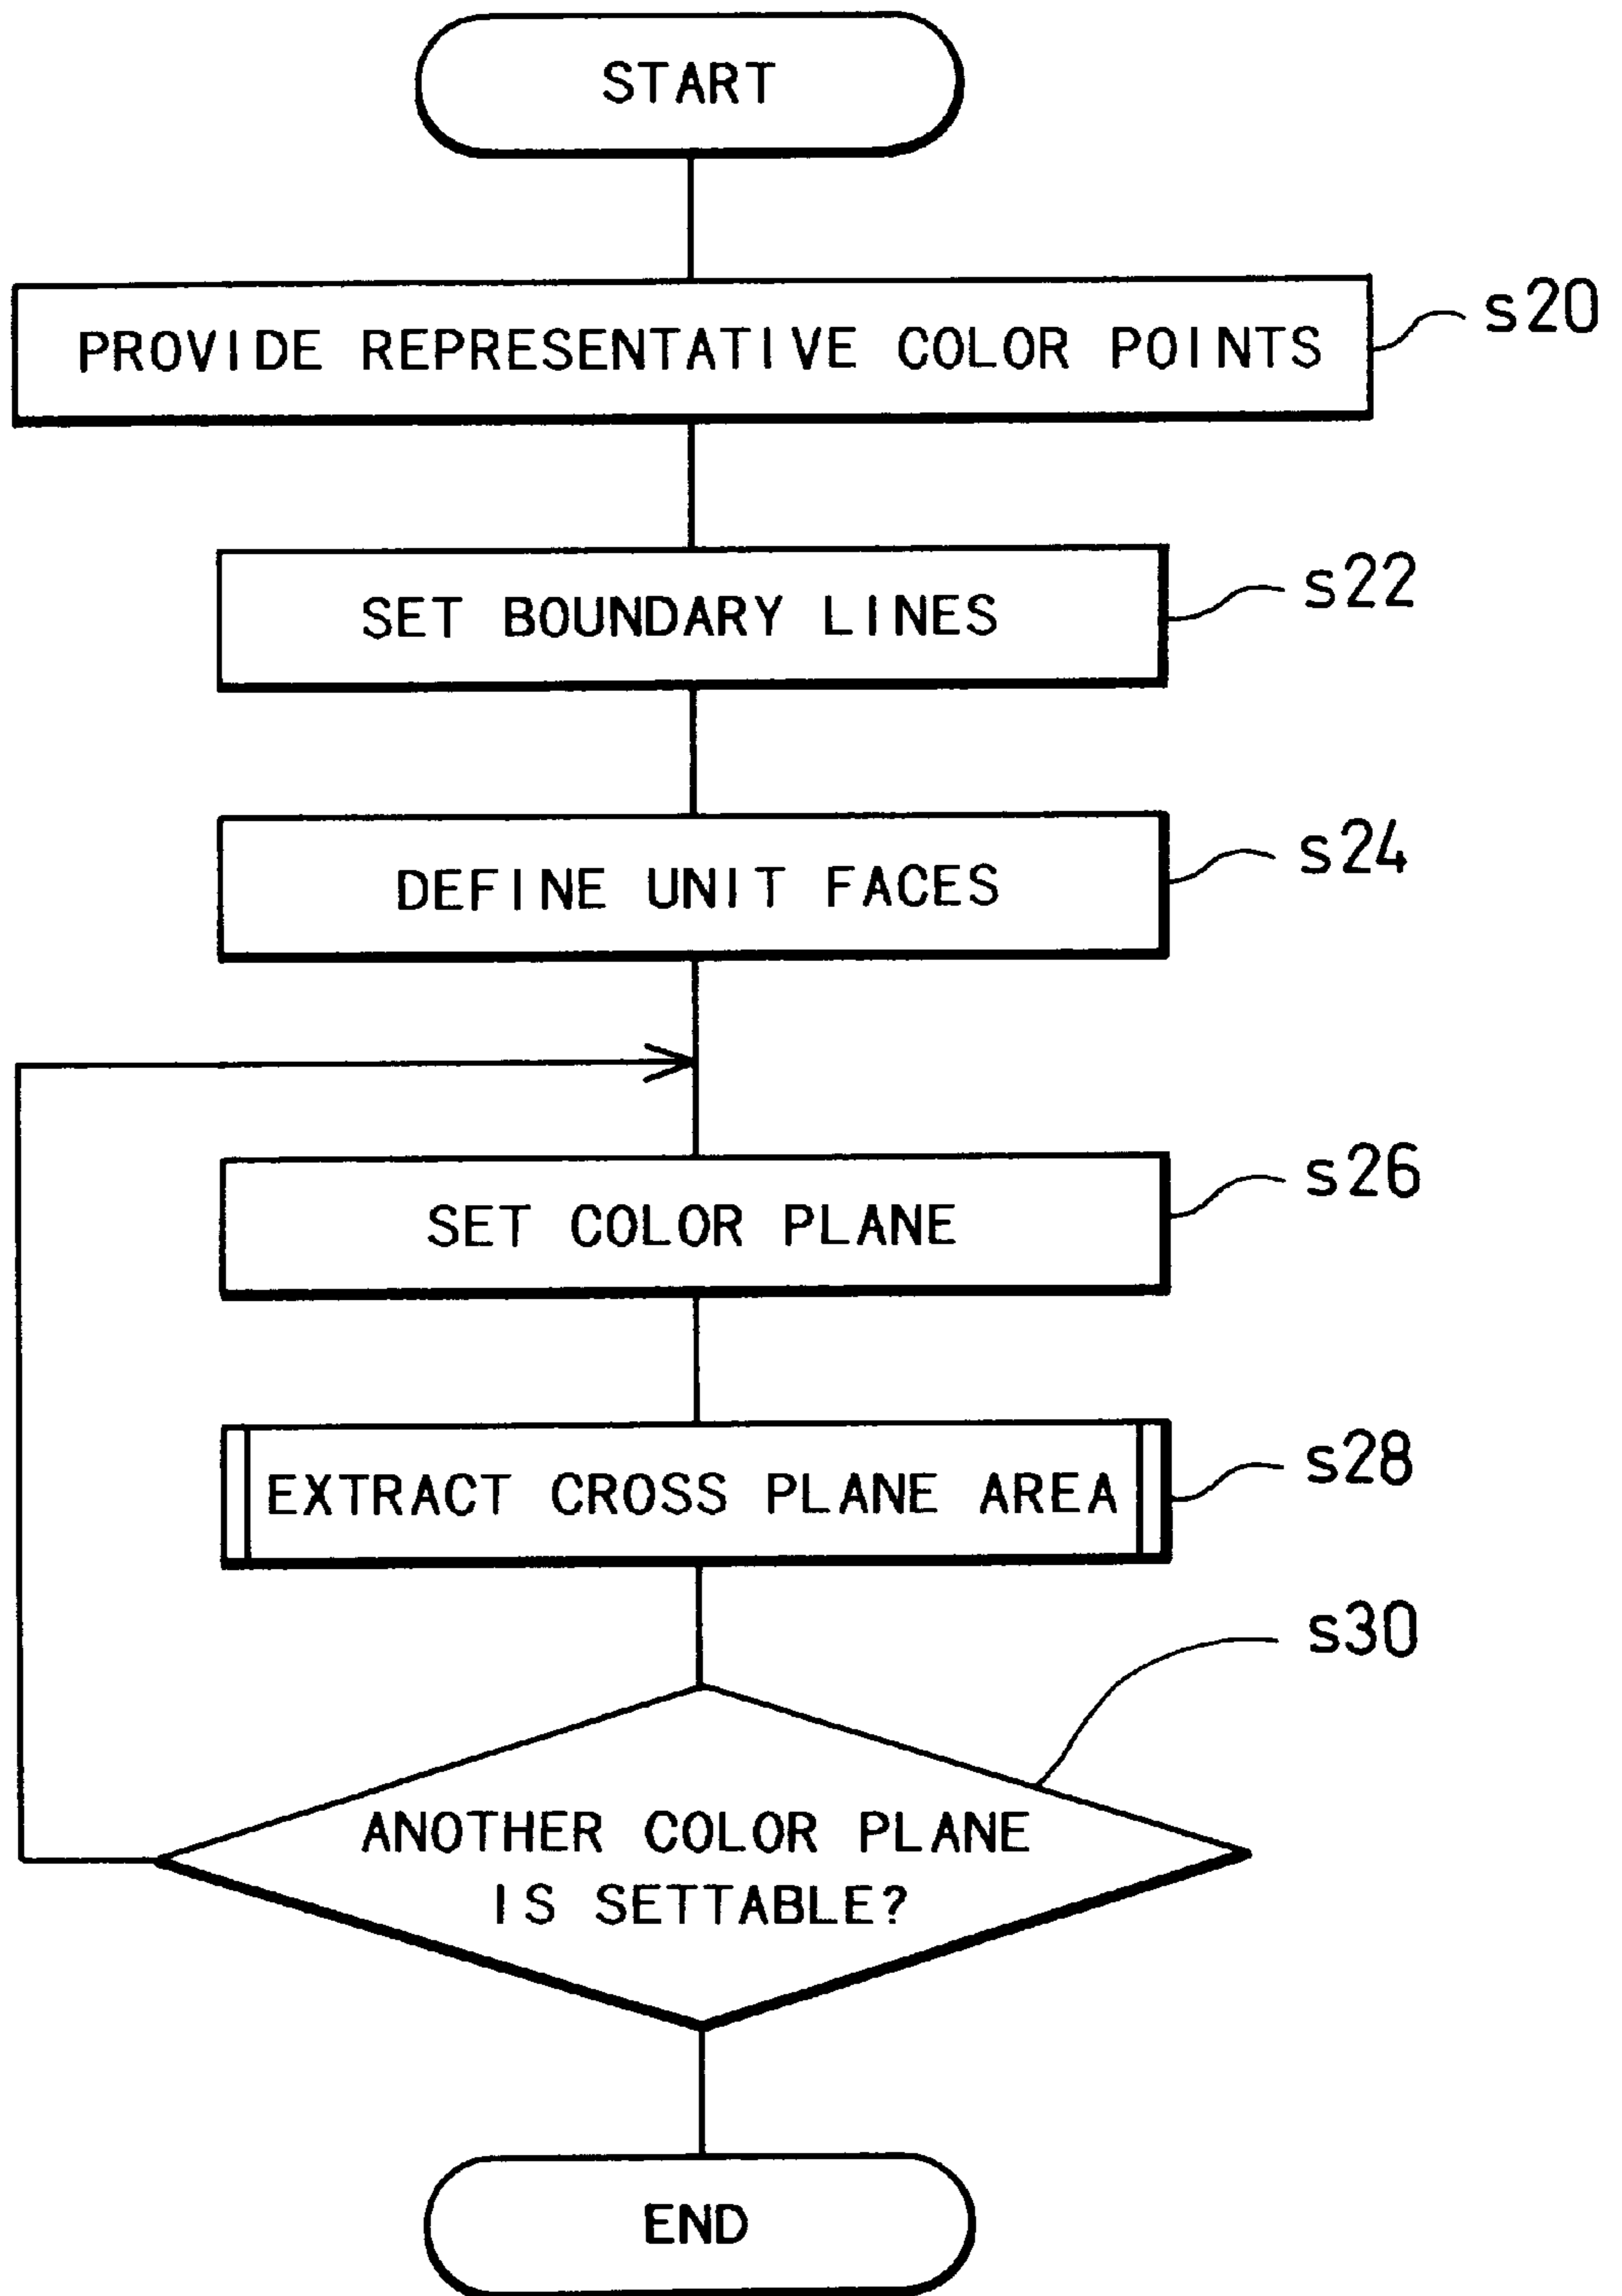 START
PROVIDE REPRESENTATIVE COLOR POINTS
s20
SET BOUNDARY LINES
s22
DEFINE UNIT FACES
s24
SET COLOR PLANE
s26
EXTRACT CROSS PLANE AREA
s28
s30
ANOTHER COLOR PLANE
IS SETTABLE?
END